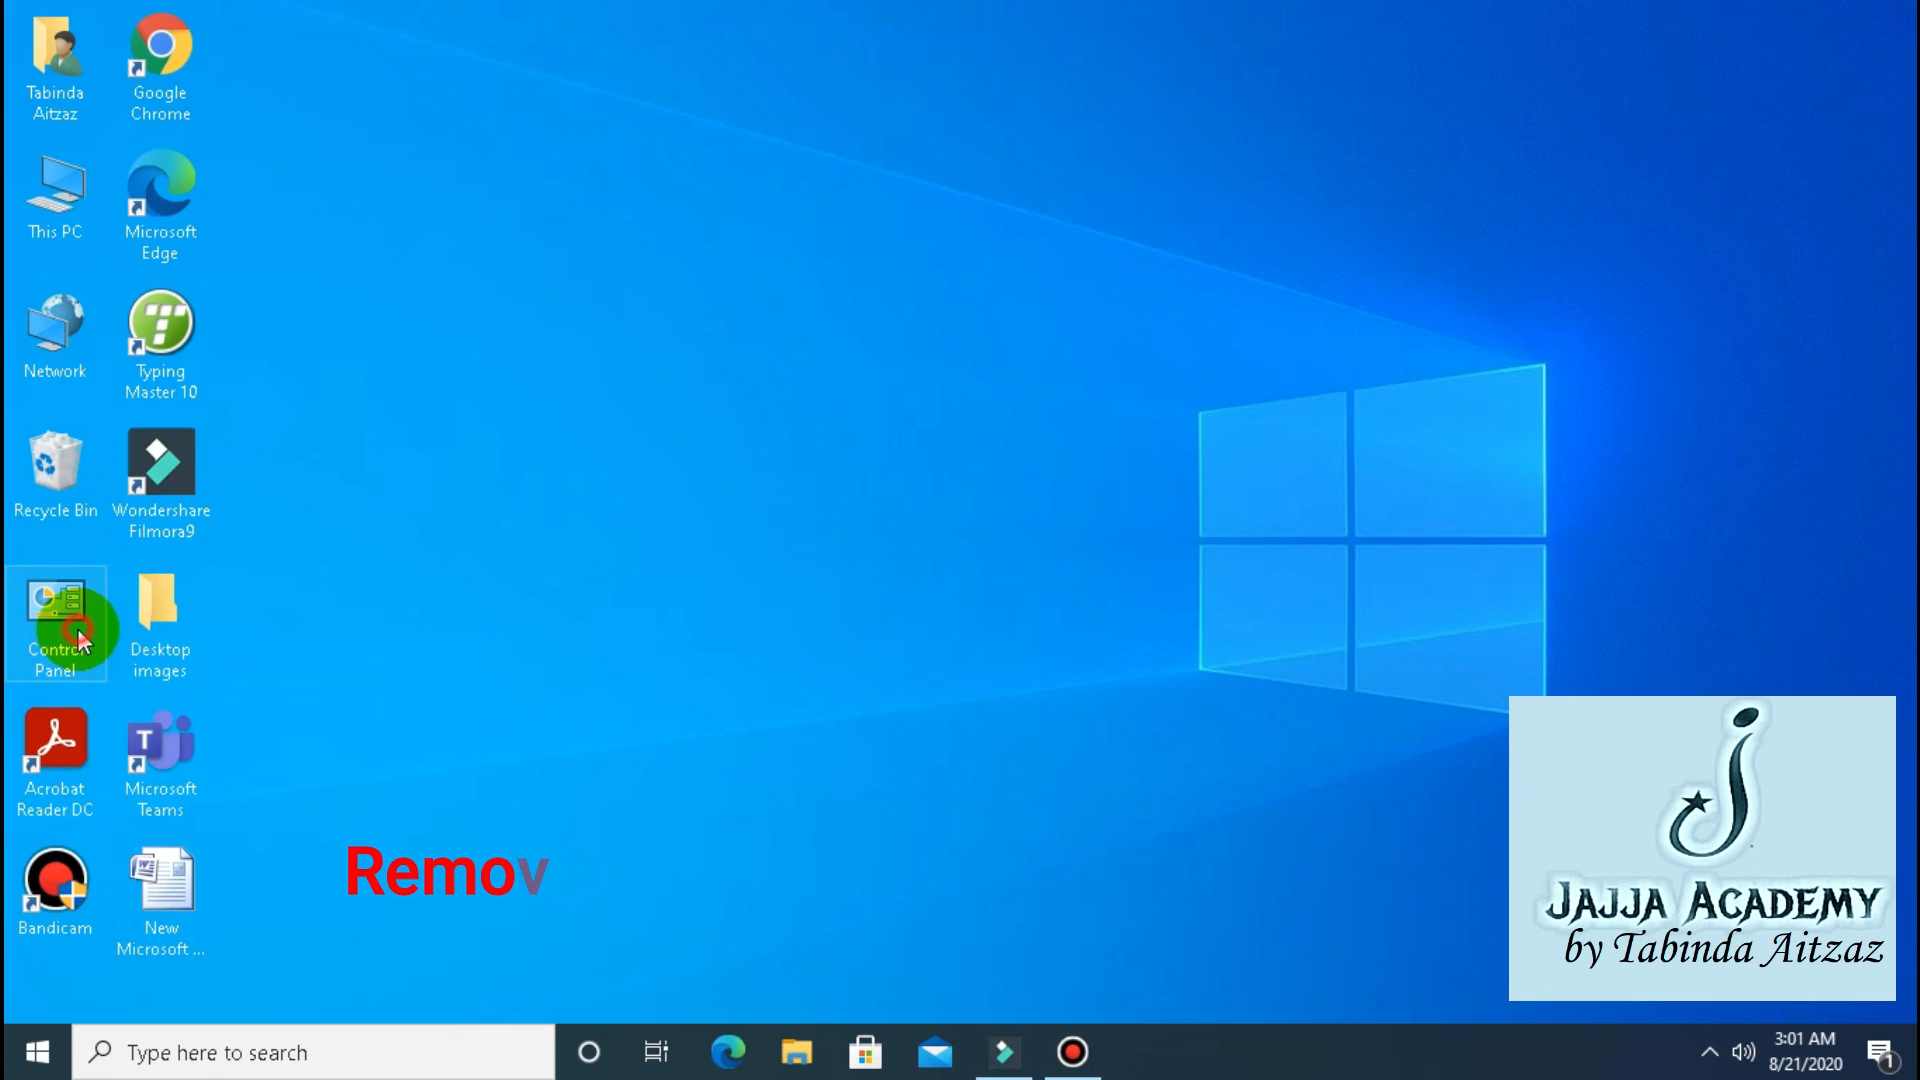 Tabinda
Aitzaz
Google
Chrome
This PC
Microsoft
Edge
Network
Typing
Master 10
Recycle Bin
Wondershare
Filmora9
Control
Panel
Desktop
images
Acrobat
Reader DC
Microsoft
Teams
Bandicam
New
Microsoft ...
Remov
JAJJA ACADEMY
by Tabinda Aitzaz
Type here to search
3:01 AM
8/21/2020
1